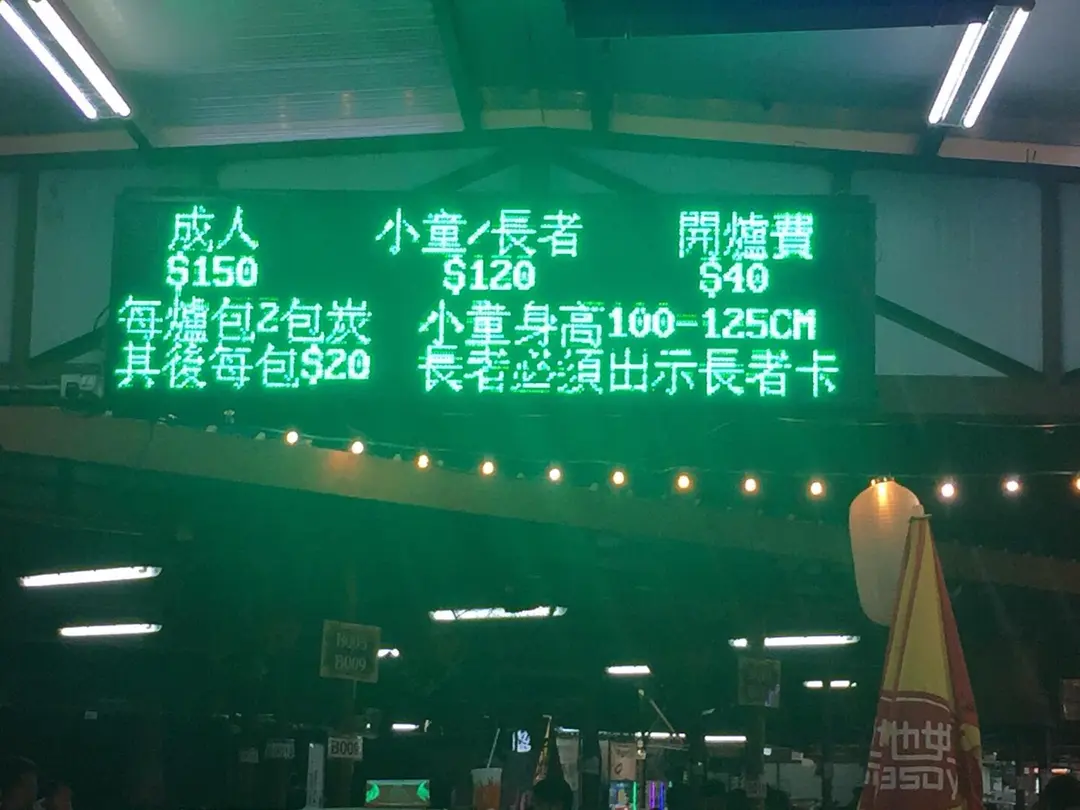 成人 小童/長者 開爐費
$150 $120 $40
每爐包2包炭 小童身高100-125CM
其後每包$20 長者必須出示長者卡
B009
B008